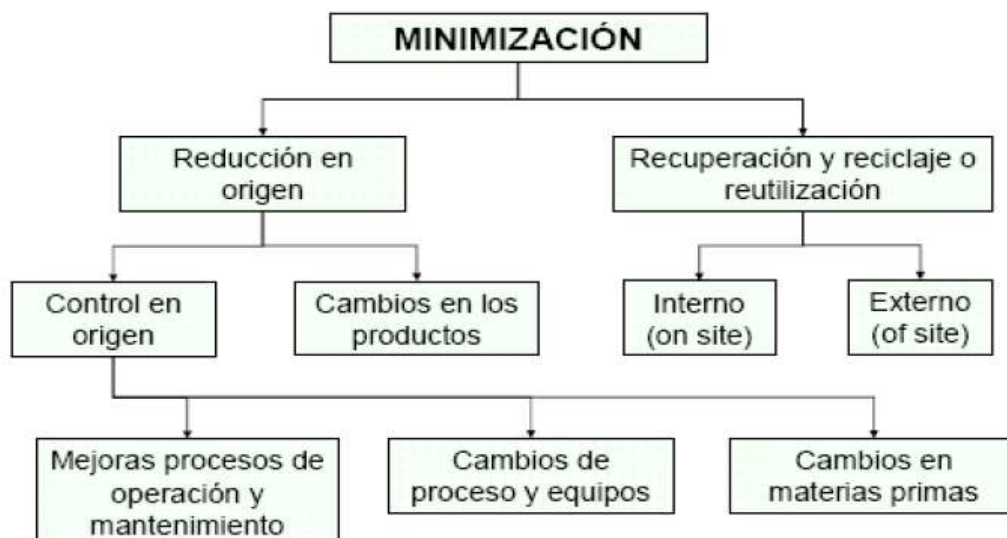 MINIMIZACIÓN
Reducción en
origen
Recuperación y reciclaje o
reutilización
Control en
origen
Cambios en los
productos
Interno
(on site)
Externo
(of site)
Mejoras procesos de
operación y
mantenimiento
Cambios de
proceso y equipos
Cambios en
materias primas